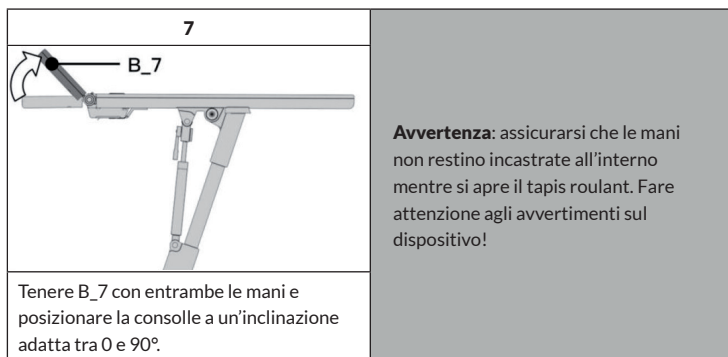 7
B_7
Tenere B_7 con entrambe le mani e
posizionare la consolle a un'inclinazione
adatta tra 0 e 90°.
Avvertenza: assicurarsi che le mani
non restino incastrate all'interno
mentre si apre il tapis roulant. Fare
attenzione agli avvertimenti sul
dispositivo!